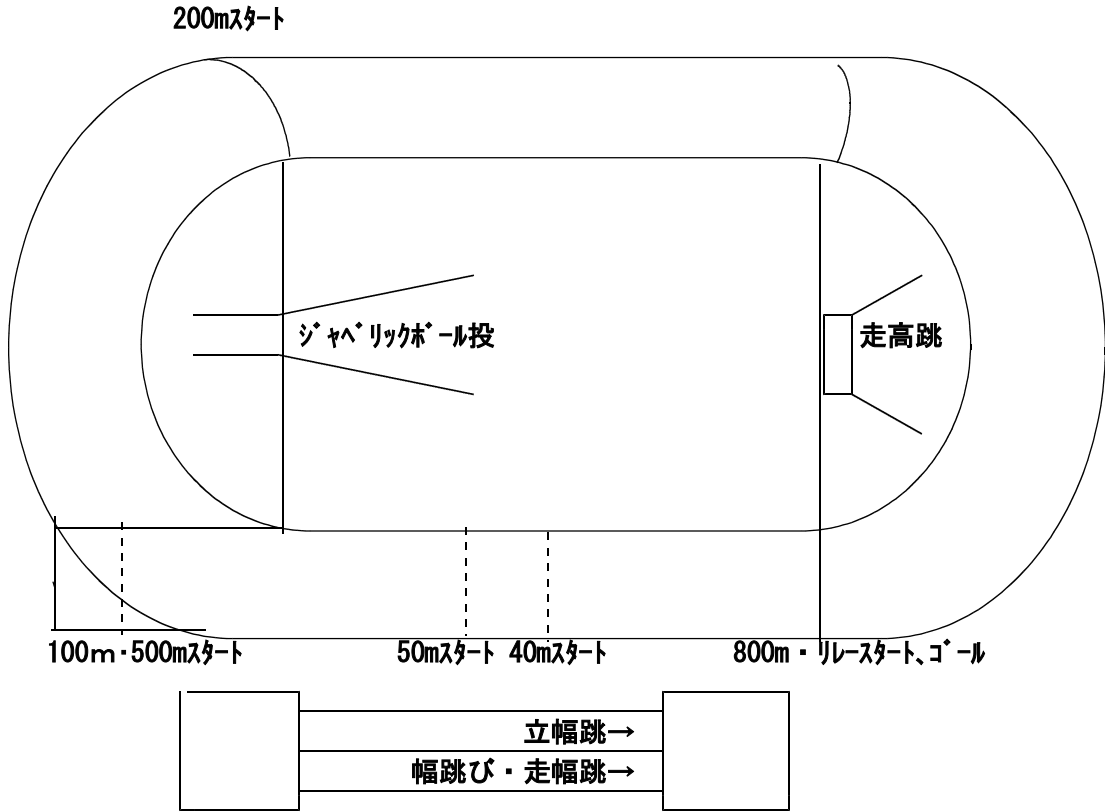 200mスタート
ジャベリックボール投
走高跳
100m・500mスタート
50mスタート
40mスタート
800m・リレースタート、ゴール
立幅跳→
幅跳び・走幅跳→